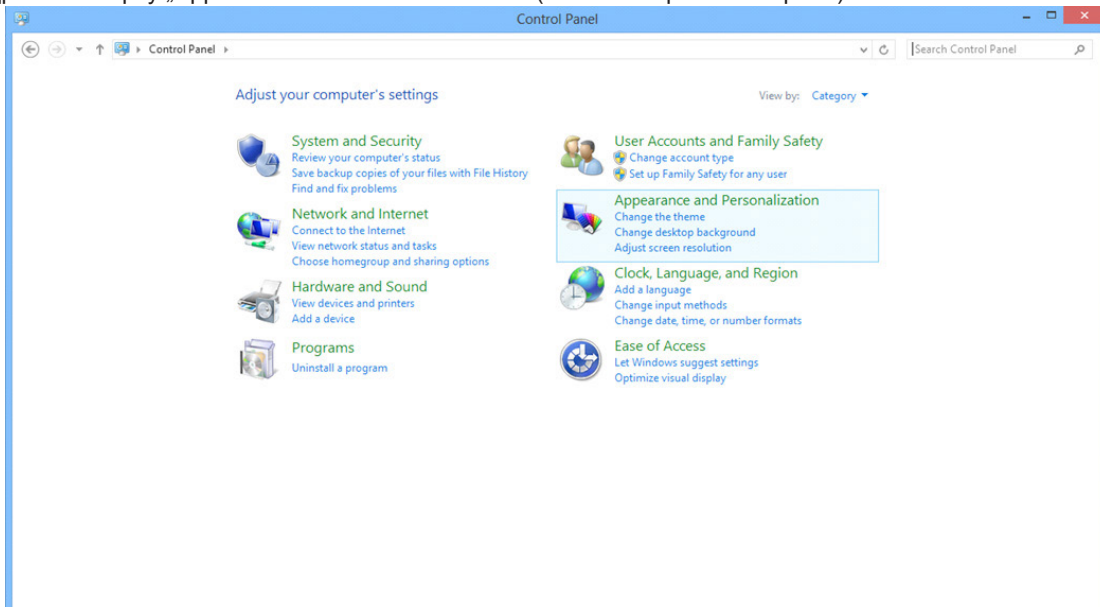 Control Panel
Control Panel
Search Control Panel
Adjust your computer's settings
View by: Category
System and Security
Review your computer's status
Save backup copies of your files with File History
Find and fix problems
Network and Internet
Connect to the Internet
View network status and tasks
Choose homegroup and sharing options
Hardware and Sound
View devices and printers
Add a device
Programs
Uninstall a program
User Accounts and Family Safety
Change account type
Set up Family Safety for any user
Appearance and Personalization
Change the theme
Change desktop background
Adjust screen resolution
Clock, Language, and Region
Add a language
Change input methods
Change date, time, or number formats
Ease of Access
Let Windows suggest settings
Optimize visual display